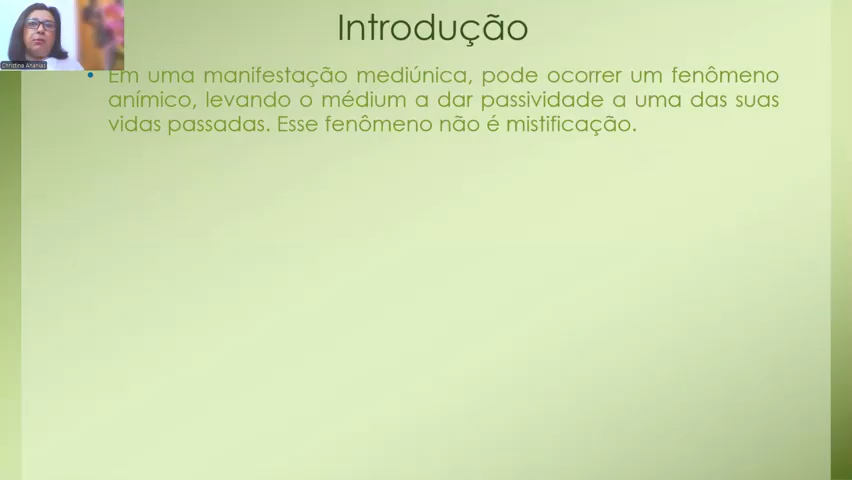 Introdução
Christina Ananias
• Em uma manifestação mediúnica, pode ocorrer um fenômeno
anímico, levando o médium a dar passividade a uma das suas
vidas passadas. Esse fenômeno não é mistificação.